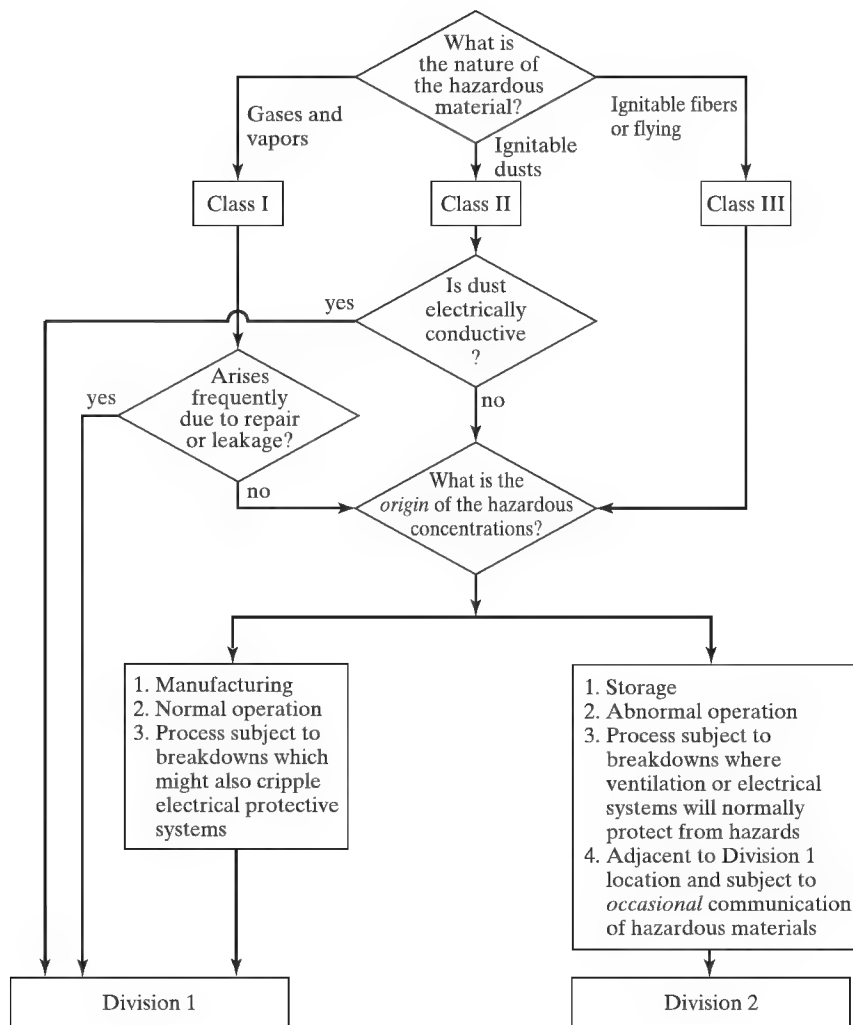 What is
the nature of
the hazardous
material?
Gases and
vapors
Ignitable
dusts
Ignitable fibers
or flying
Class I
Class II
Class III
yes
Is dust
electrically
conductive
?
yes
Arises
frequently
due to repair
or leakage?
no
no
What is the
origin of the hazardous
concentrations?
1. Manufacturing
2. Normal operation
3. Process subject to
breakdowns which
might also cripple
electrical protective
systems
1. Storage
2. Abnormal operation
3. Process subject to
breakdowns where
ventilation or electrical
systems will normally
protect from hazards
4. Adjacent to Division 1
location and subject to
occasional communication
of hazardous materials
Division 1
Division 2